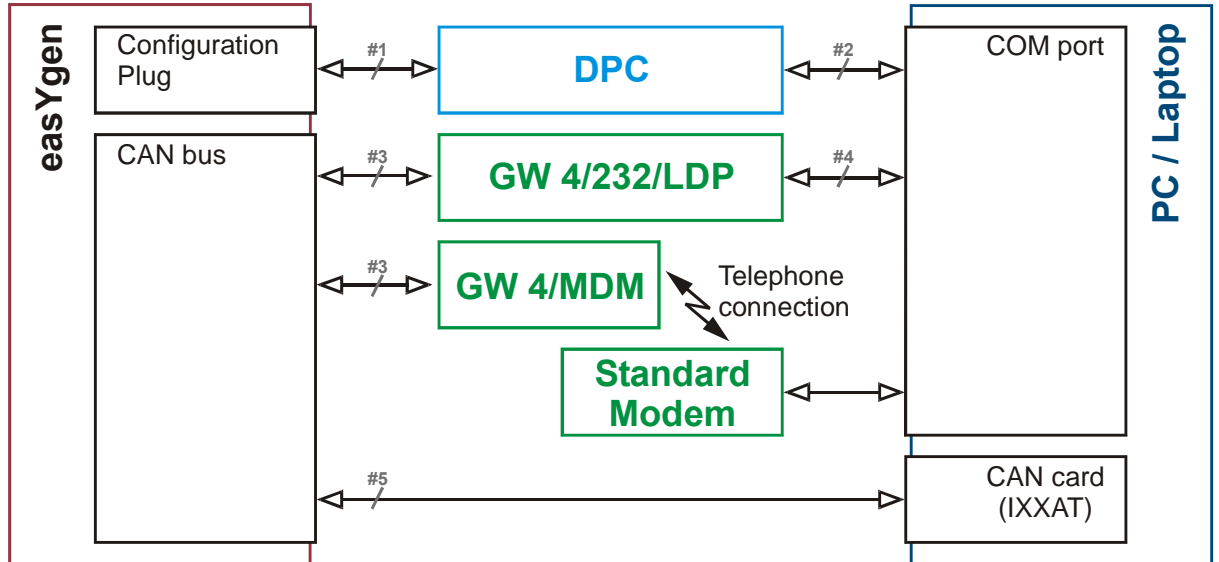 easYgen
Configuration
Plug
#1
DPC
#2
COM port
PC / Laptop
CAN bus
#3
GW 4/232/LDP
#4
#3
GW 4/MDM
Telephone
connection
Standard
Modem
#5
CAN card
(IXXAT)